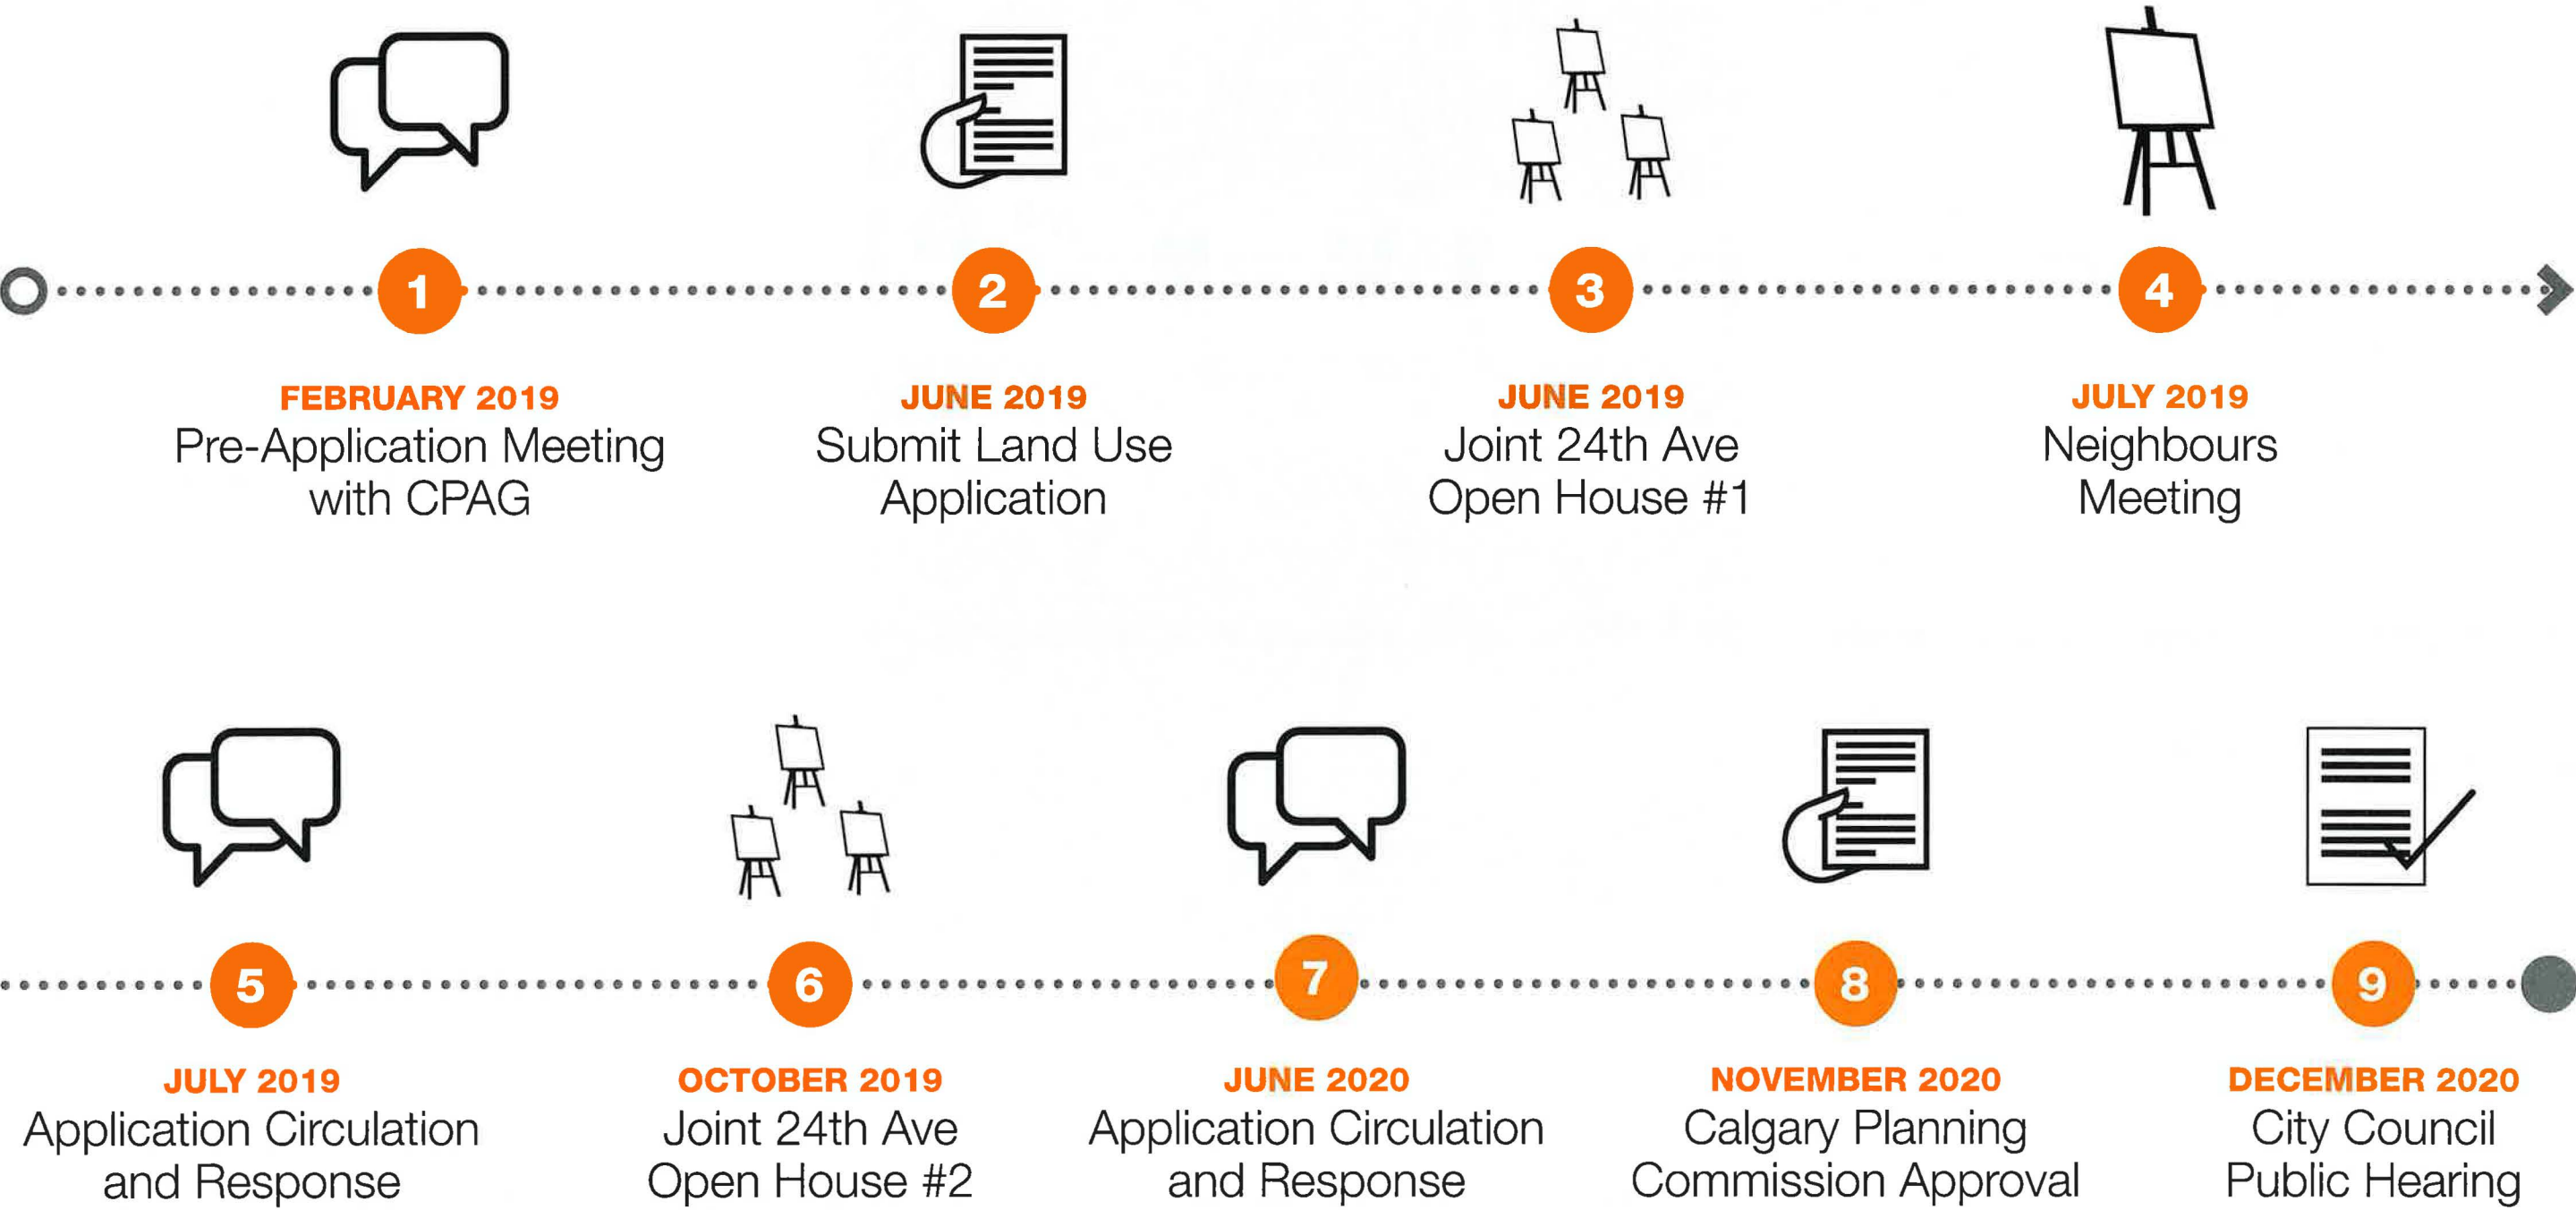 1
2
3
4
FEBRUARY 2019
Pre-Application Meeting
with CPAG
JUNE 2019
Submit Land Use
Application
JUNE 2019
Joint 24th Ave
Open House #1
JULY 2019
Neighbours
Meeting
5
6
7
8
9
JULY 2019
Application Circulation
and Response
OCTOBER 2019
Joint 24th Ave
Open House #2
JUNE 2020
Application Circulation
and Response
NOVEMBER 2020
Calgary Planning
Commission Approval
DECEMBER 2020
City Council
Public Hearing